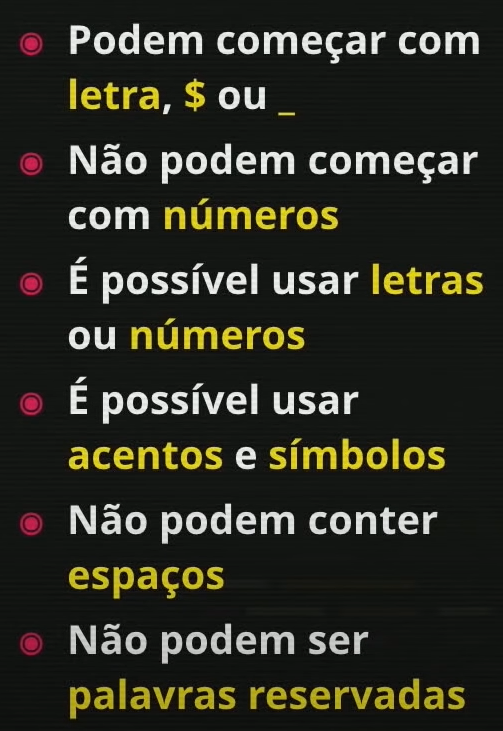 Podem começar com
letra, $ ou _
Não podem começar
com números
É possível usar letras
ou números
É possível usar
acentos e símbolos
Não podem conter
espaços
Não podem ser
palavras reservadas